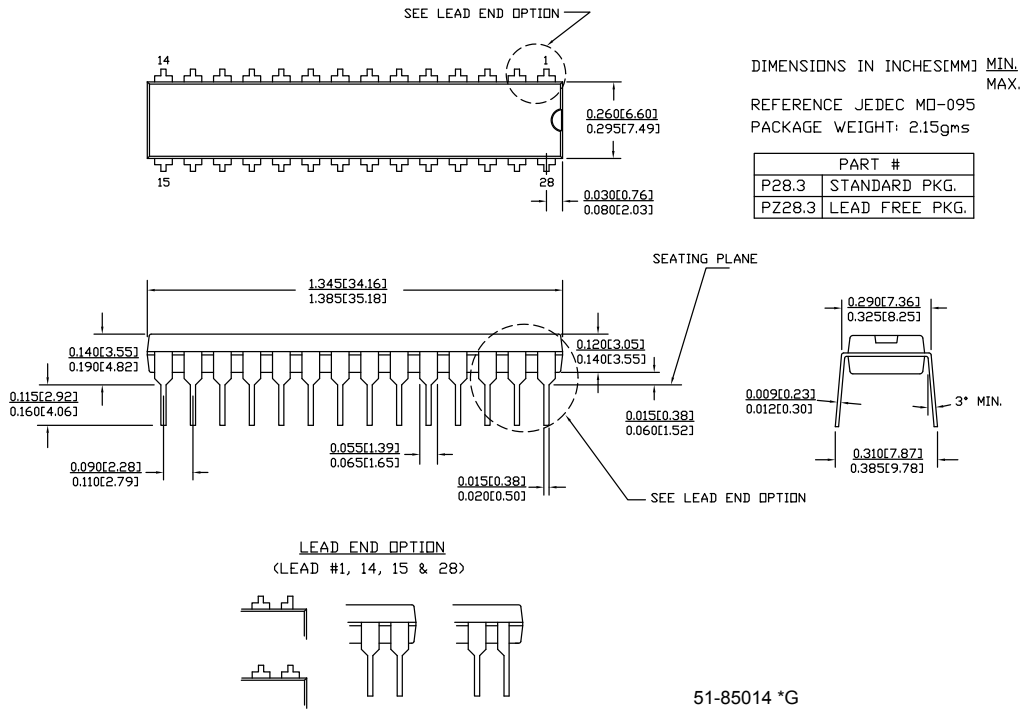 SEE LEAD END OPTION
14
1
DIMENSIONS IN INCHES[MM] MIN.
MAX.
REFERENCE JEDEC MO-095
PACKAGE WEIGHT: 2.15gms
0.260[6.60]
0.295[7.49]
PART #
P28.3 STANDARD PKG.
PZ28.3 LEAD FREE PKG.
15
28
0.030[0.76]
0.080[2.03]
SEATING PLANE
1.345[34.16]
1.385[35.18]
0.290[7.36]
0.325[8.25]
0.140[3.55]
0.190[4.82]
0.120[3.05]
0.140[3.55]
0.115[2.92]
0.160[4.06]
0.009[0.23]
0.012[0.30]
3° MIN.
0.015[0.38]
0.060[1.52]
0.055[1.39]
0.065[1.65]
0.310[7.87]
0.385[9.78]
0.090[2.28]
0.110[2.79]
0.015[0.38]
0.020[0.50]
SEE LEAD END OPTION
LEAD END OPTION
(LEAD #1, 14, 15 & 28)
51-85014 *G